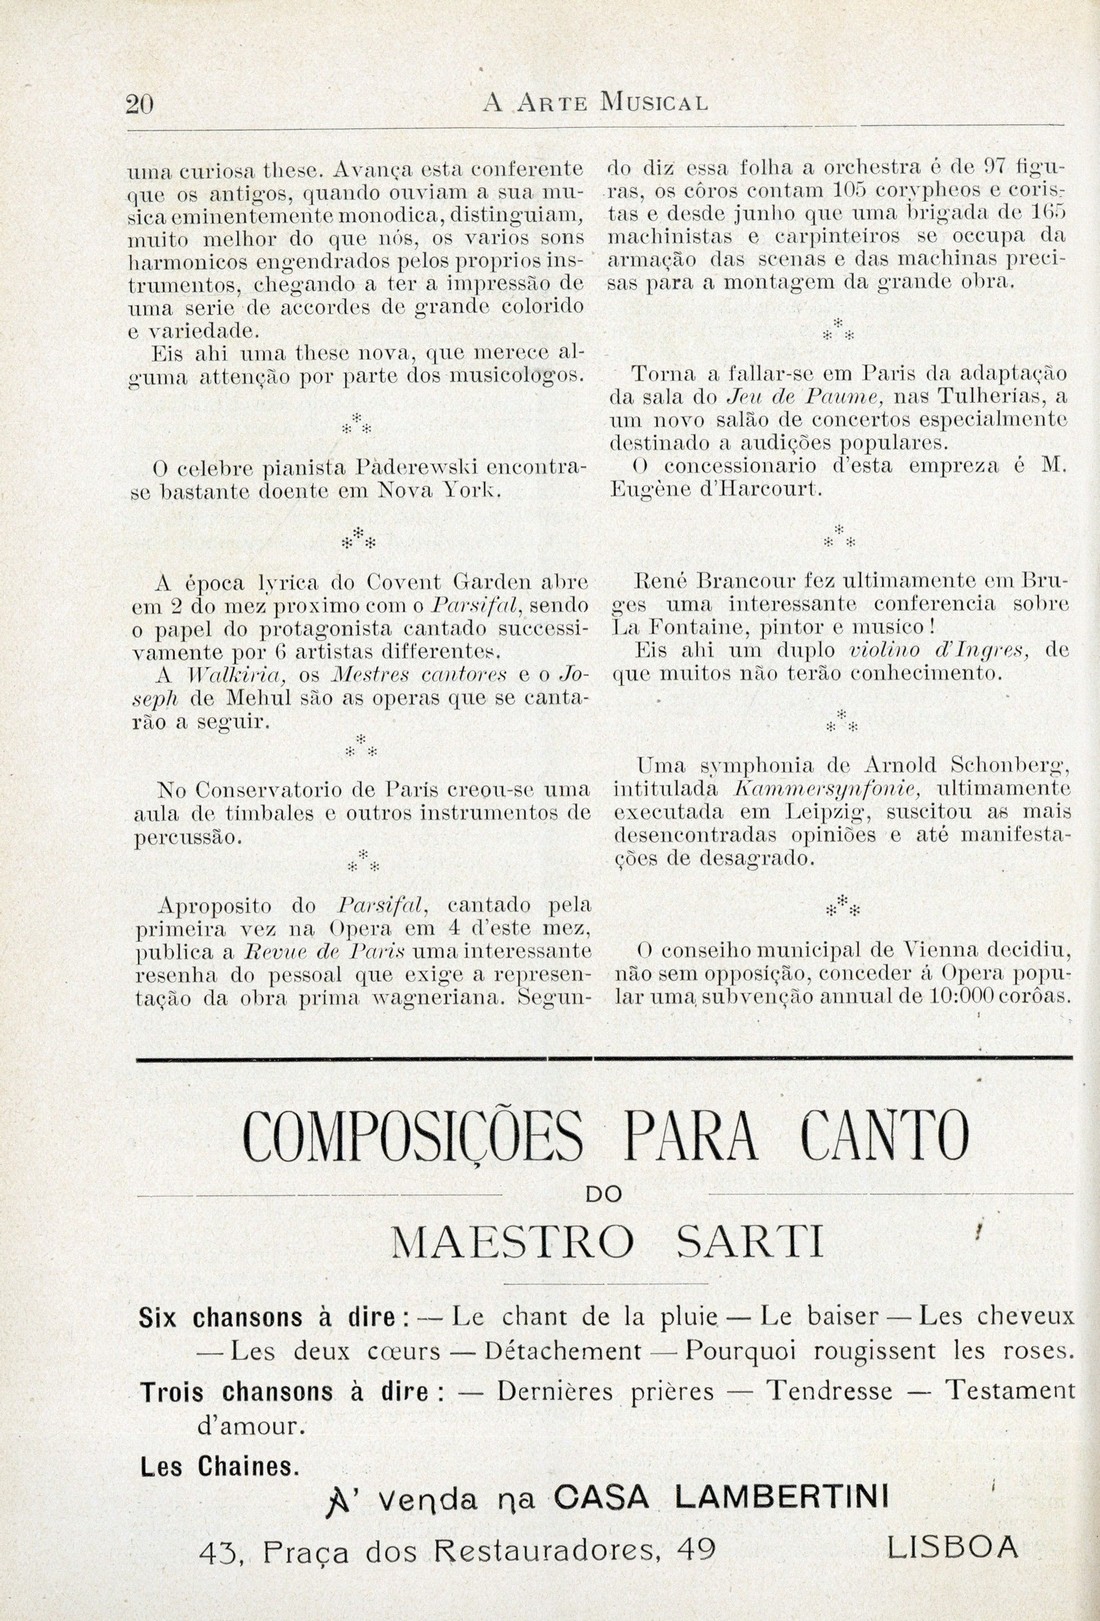 20
A ARTE MUSICAL
uma curiosa these. Avança esta conferente
que os antigos, quando ouviam a sua mu-
sica eminentemente monodica, distinguiam,
muito melhor do que nós, os varios sons
harmonicos engendrados pelos proprios ins-
trumentos, chegando a ter a impressão de
uma serie de accordes de grande colorido
e variedade.
Eis ahi uma these nova, que merece al-
guma attenção por parte dos musicologos.
***
O celebre pianista Pàderewski encontra-
se bastante doente em Nova York.
***
A época lyrica do Covent Garden abre
em 2 do mez proximo com o Parsifal, sendo
o papel do protagonista cantado successi-
vamente por 6 artistas differentes.
A Walkiria, os Mestres cantores e o Jo-
seph de Mehul são as operas que se canta-
rão a seguir.
***
No Conservatorio de Paris creou-se uma
aula de timbales e outros instrumentos de
percussão.
***
Aproposito do Parsifal, cantado pela
primeira vez na Opera em 4 d'este mez,
publica a Revue de Paris uma interessante
resenha do pessoal que exige a represen-
tação da obra prima wagneriana. Segun-
do diz essa folha a orchestra é de 97 figu-
ras, os côros contam 105 corypheos e coris-
tas e desde junho que uma brigada de 165
machinistas e carpinteiros se occupa da
armação das scenas e das machinas preci-
sas para a montagem da grande obra.
***
Torna a fallar-se em Paris da adaptação
da sala do Jeu de Paume, nas Tulherias, a
um novo salão de concertos especialmente
destinado a audições populares.
O concessionario d'esta empreza é M.
Eugène d'Harcourt.
***
René Brancour fez ultimamente em Bru-
ges uma interessante conferencia sobre
La Fontaine, pintor e musico!
Eis ahi um duplo violino d'Ingres, de
que muitos não terão conhecimento.
***
Uma symphonia de Arnold Schonberg,
intitulada Kammersynfonie, ultimamente
executada em Leipzig, suscitou as mais
desencontradas opiniões e até manifesta-
ções de desagrado.
***
O conselho municipal de Vienna decidiu,
não sem opposição, conceder á Opera popu-
lar uma subvenção annual de 10:000 corôas.
COMPOSIÇÕES PARA CANTO
DO
MAESTRO SARTI
Six chansons à dire: — Le chant de la pluie — Le baiser — Les cheveux
— Les deux cœurs — Détachement — Pourquoi rougissent les roses.
Trois chansons à dire: — Dernières prières — Tendresse — Testament
d'amour.
Les Chaines.
A' venda na CASA LAMBERTINI
43, Praça dos Restauradores, 49 LISBOA